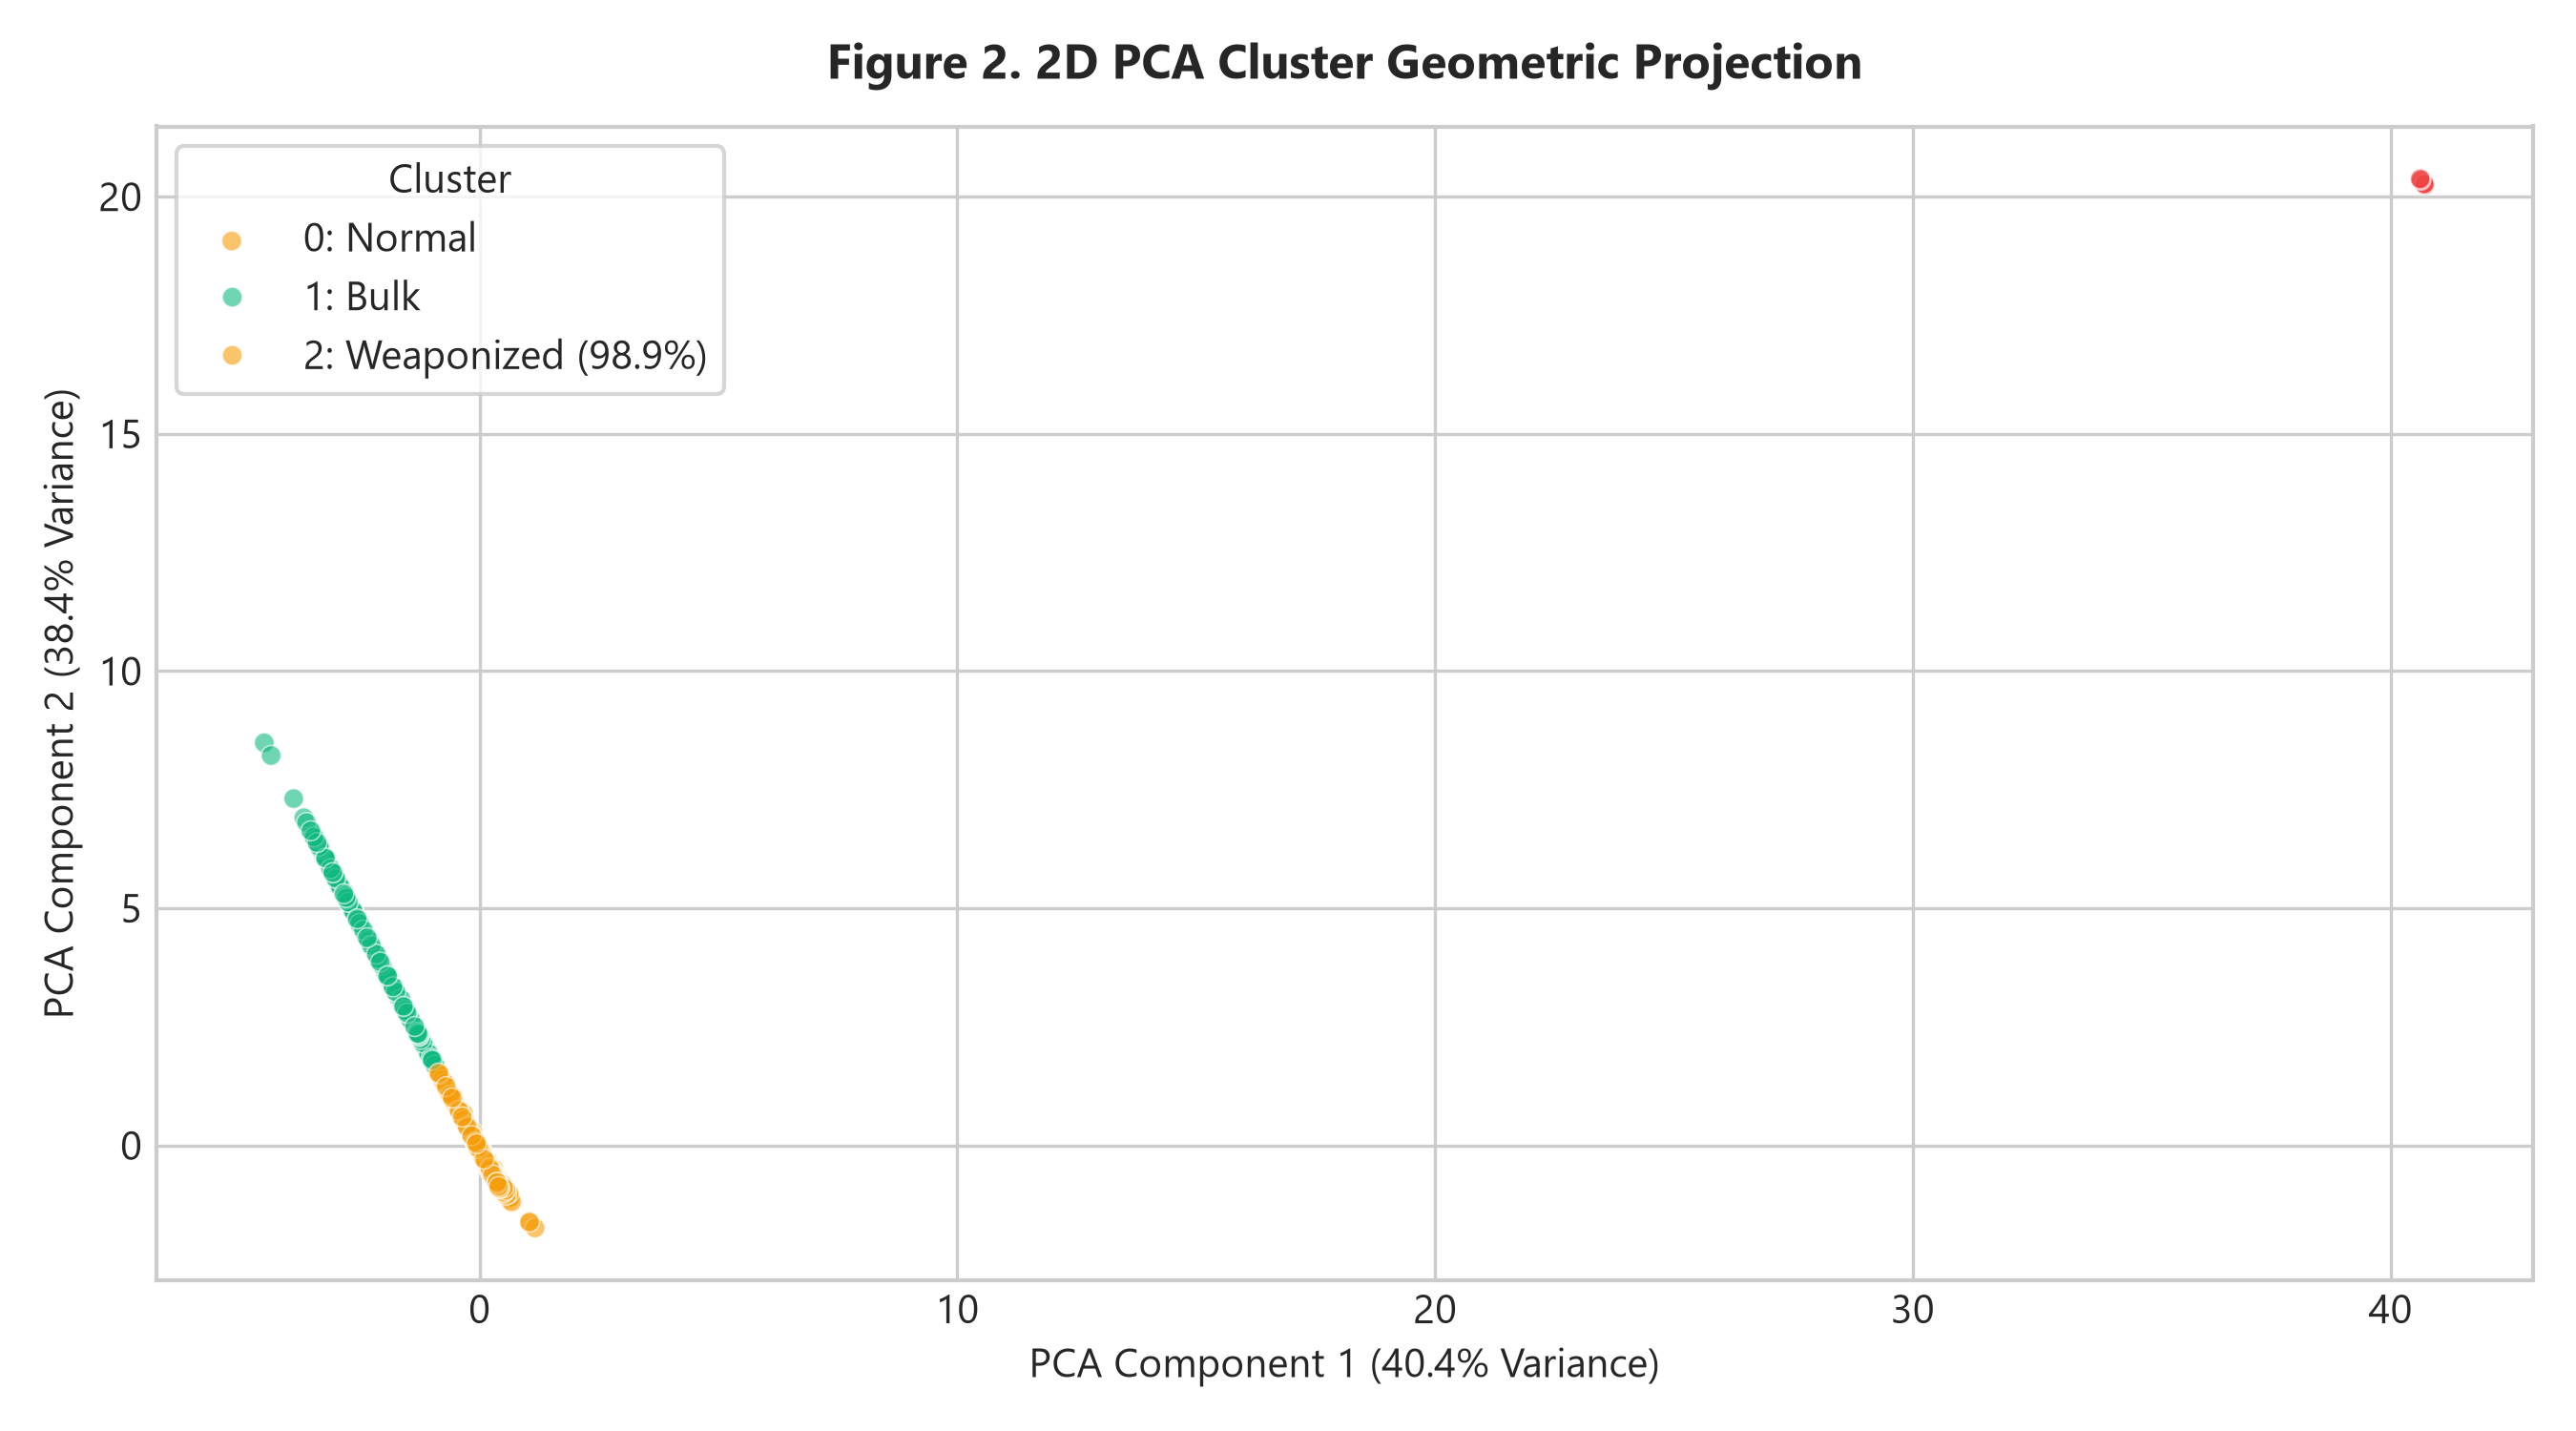 Figure 2. 2D PCA Cluster Geometric Projection
Cluster
0: Normal
1: Bulk
2: Weaponized (98.9%)
20
15
10
5
0
PCA Component 2 (38.4% Variance)
0 10 20 30 40
PCA Component 1 (40.4% Variance)